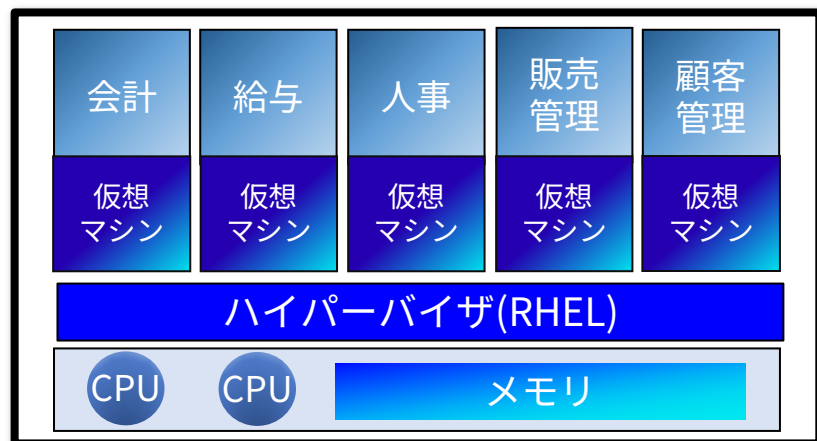 会計
給与
人事
販売
管理
顧客
管理
仮想
マシン
仮想
マシン
仮想
マシン
仮想
マシン
仮想
マシン
ハイパーバイザ(RHEL)
CPU
CPU
メモリ